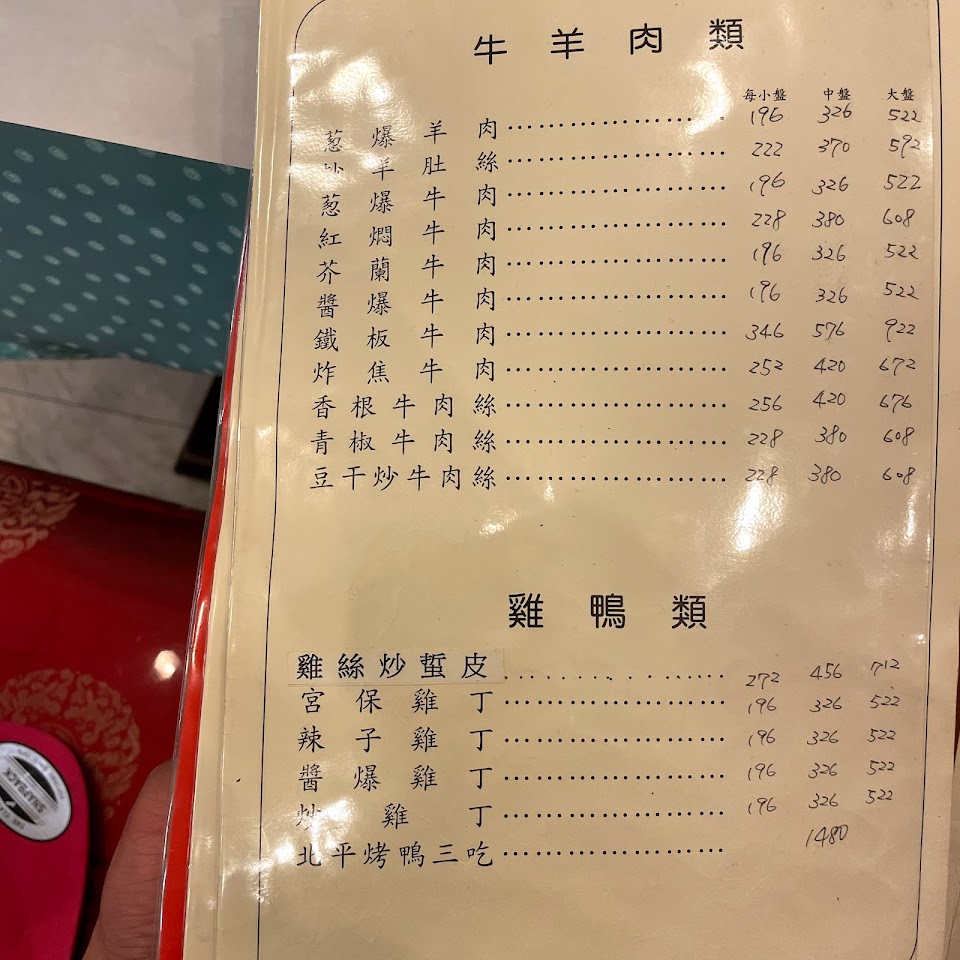 牛羊肉類
每小盤 中盤 大盤
葱爆羊肉 196 326 522
炒羊肚絲 222 370 592
葱爆牛肉 196 326 522
紅燜牛肉 228 380 608
芥蘭牛肉 196 326 522
醬爆牛肉 196 326 522
鐵板牛肉 346 576 922
炸焦牛肉 252 420 672
香根牛肉絲 256 420 676
青椒牛肉絲 228 380 608
豆干炒牛肉絲 228 380 608
雞鴨類
雞絲炒蜇皮 272 456 712
宮保雞丁 196 326 522
辣子雞丁 196 326 522
醬爆雞丁 196 326 522
炒雞丁 196 326 522
北平烤鴨三吃 1480